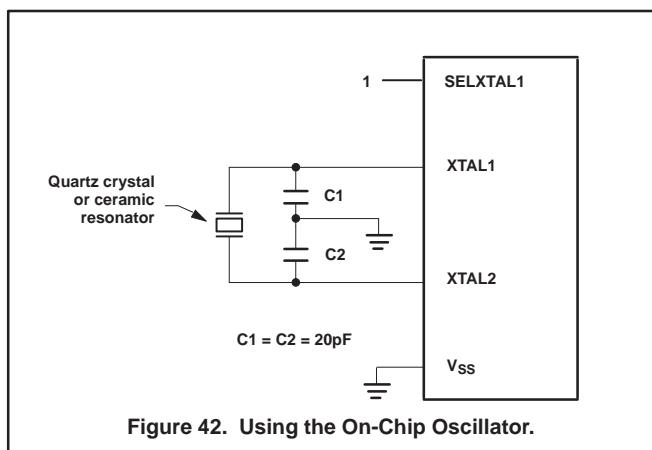 1
SELXTAL1
XTAL1
Quartz crystal
or ceramic
resonator
C1
C2
XTAL2
C1 = C2 = 20pF
VSS
Figure 42. Using the On-Chip Oscillator.